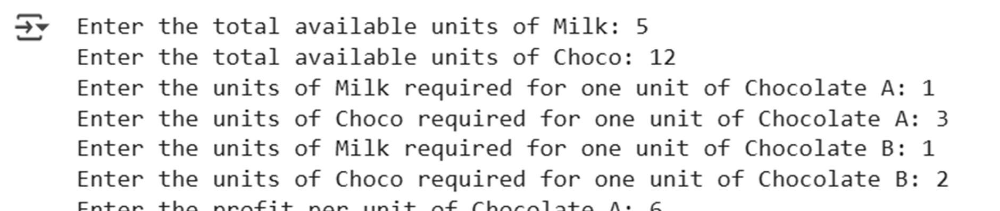 Enter the total available units of Milk: 5
Enter the total available units of Choco: 12
Enter the units of Milk required for one unit of Chocolate A: 1
Enter the units of Choco required for one unit of Chocolate A: 3
Enter the units of Milk required for one unit of Chocolate B: 1
Enter the units of Choco required for one unit of Chocolate B: 2
Enter the profit per unit of Chocolate A: 6